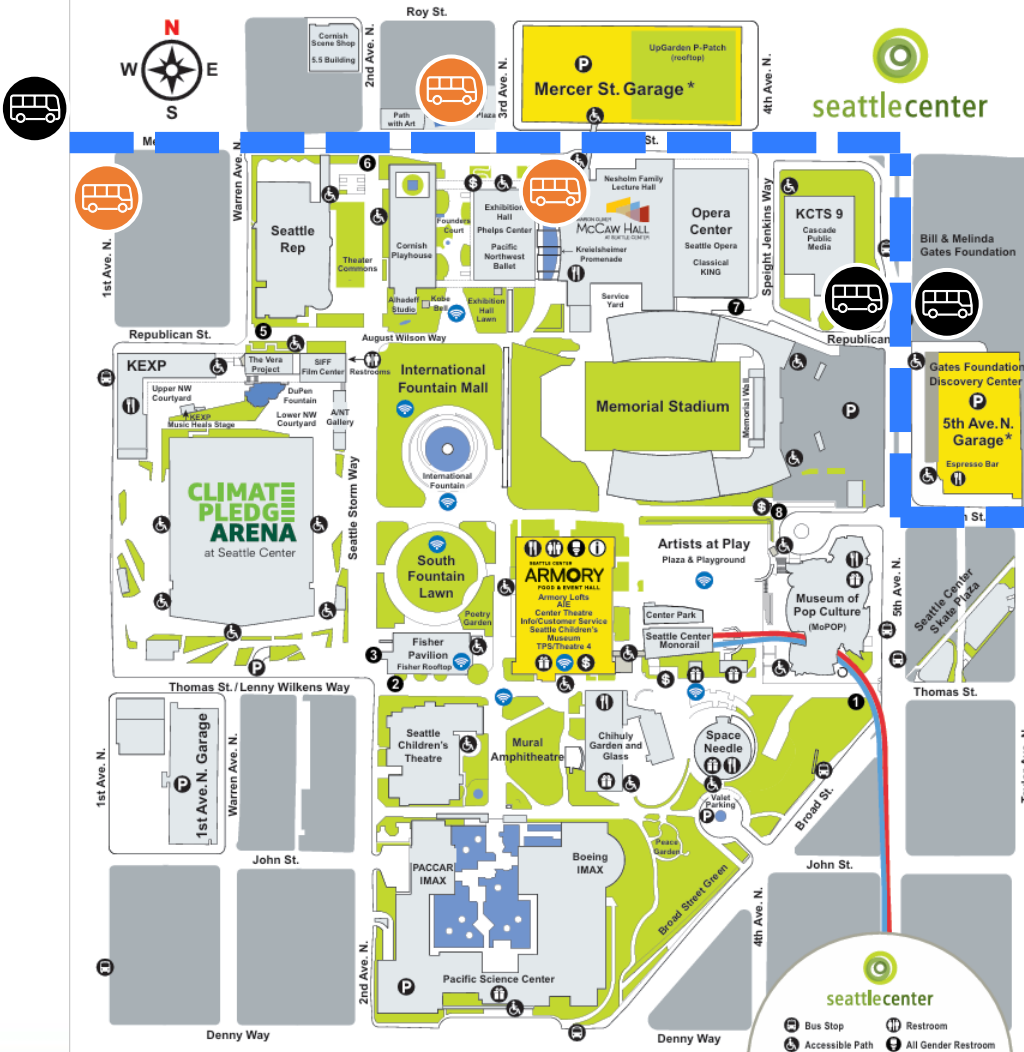 Roy St.
N
W
E
S
Cornish
Scene Shop
5.5 Building
2nd Ave. N.
3rd Ave. N.
4th Ave. N.
P
UpGarden P-Patch
(rooftop)
Mercer St. Garage *
seattlecenter
Path
with Art
Plaza
St.
Warren Ave. N.
1st Ave. N.
6
$
Seattle
Rep
Theater
Commons
Cornish
Playhouse
Founders
Court
Exhibition
Hall
Phelps Center
Pacific
Northwest
Ballet
Nesholm Family
Lecture Hall
McCAW HALL
AT SEATTLE CENTER
Kreielsheimer
Promenade
Opera
Center
Seattle Opera
Classical
KING
Speight Jenkins Way
KCTS 9
Cascade
Public
Media
Bill & Melinda
Gates Foundation
Alhadeff
Studio
Kobe
Bell
Exhibition
Hall
Lawn
Service
Yard
7
Republican St.
5
August Wilson Way
Republican
KEXP
The Vera
Project
SIFF
Film Center
Restrooms
International
Fountain Mall
Upper NW
Courtyard
DuPen
Fountain
KEXP
Music Heals Stage
Lower NW
Courtyard
A/NT
Gallery
Memorial Stadium
Memorial Wall
P
Gates Foundation
Discovery Center
P
5th Ave. N.
Garage*
Espresso Bar
International
Fountain
CLIMATE
PLEDGE
ARENA
at Seattle Center
Seattle Storm Way
$
8
n St.
South
Fountain
Lawn
Poetry
Garden
SEATTLE CENTER
ARMORY
FOOD & EVENT HALL
Armory Lofts
AIE
Center Theatre
Info/Customer Service
Seattle Children's
Museum
TPS/Theatre 4
$
Artists at Play
Plaza & Playground
Center Park
Seattle Center
Monorail
Museum of
Pop Culture
(MoPOP)
5th Ave. N.
Seattle Center
Skate Plaza
3
Fisher
Pavilion
Fisher Rooftop
P
2
$
1
Thomas St. / Lenny Wilkens Way
Thomas St.
1st Ave. N.
P
1st Ave. N. Garage
Warren Ave. N.
Seattle
Children's
Theatre
Mural
Amphitheatre
Chihuly
Garden and
Glass
Space
Needle
Valet
Parking
P
Broad St.
John St.
John St.
PACCAR
IMAX
Boeing
IMAX
Peace
Garden
Broad Street Green
4th Ave. N.
2nd Ave. N.
P
Pacific Science Center
Denny Way
Denny Way
seattlecenter
Bus Stop
Restroom
Accessible Path
All Gender Restroom